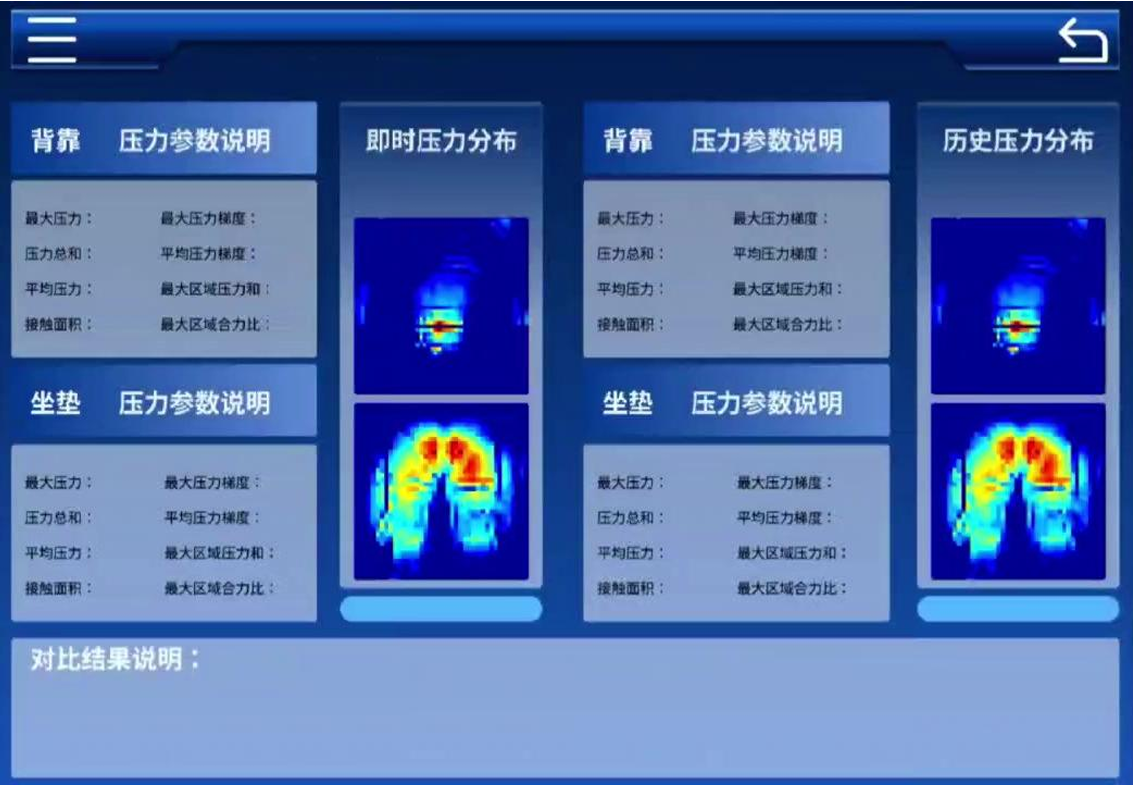 背靠 压力参数说明
最大压力： 最大压力梯度：
压力总和： 平均压力梯度：
平均压力： 最大区域压力和：
接触面积： 最大区域合力比：
坐垫 压力参数说明
最大压力： 最大压力梯度：
压力总和： 平均压力梯度：
平均压力： 最大区域压力和：
接触面积： 最大区域合力比：
即时压力分布
背靠 压力参数说明
最大压力： 最大压力梯度：
压力总和： 平均压力梯度：
平均压力： 最大区域压力和：
接触面积： 最大区域合力比：
坐垫 压力参数说明
最大压力： 最大压力梯度：
压力总和： 平均压力梯度：
平均压力： 最大区域压力和：
接触面积： 最大区域合力比：
历史压力分布
对比结果说明：